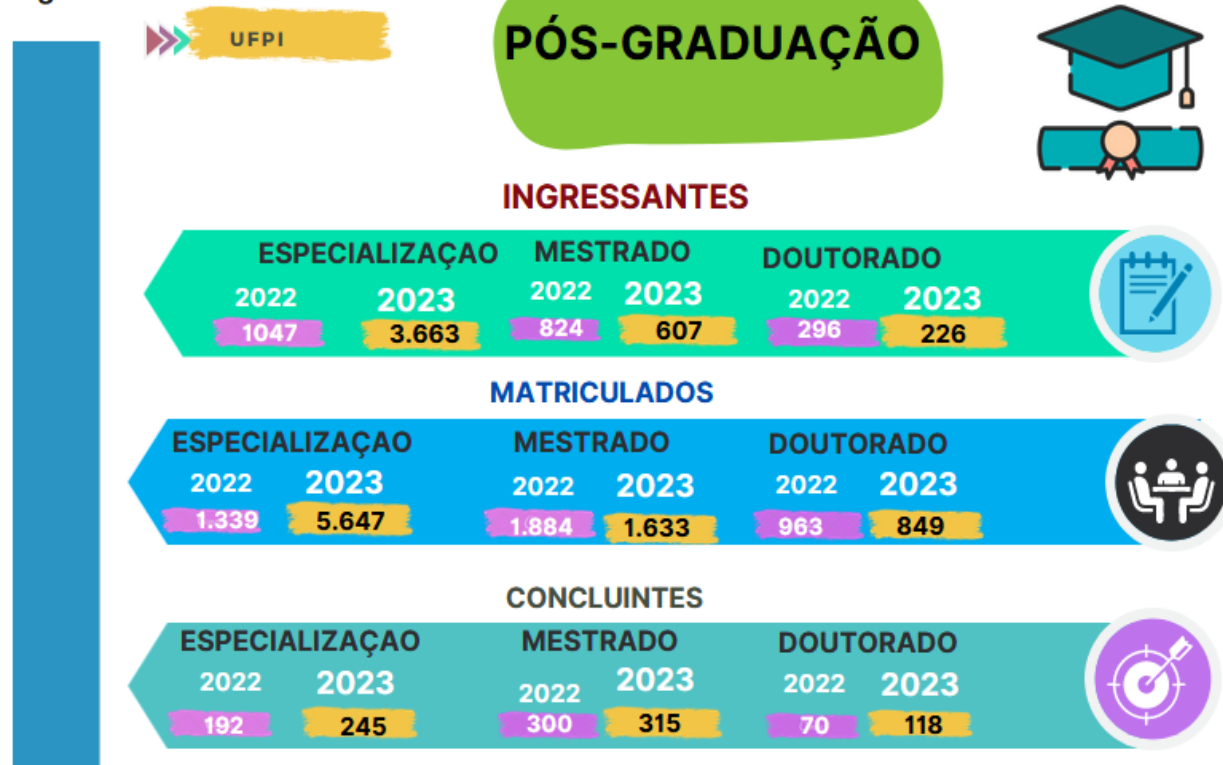 UFPI
PÓS-GRADUAÇÃO
INGRESSANTES
ESPECIALIZAÇAO MESTRADO DOUTORADO
2022 2023 2022 2023 2022 2023
1047 3.663 824 607 296 226
MATRICULADOS
ESPECIALIZAÇAO MESTRADO DOUTORADO
2022 2023 2022 2023 2022 2023
1.339 5.647 1.884 1.633 963 849
CONCLUINTES
ESPECIALIZAÇAO MESTRADO DOUTORADO
2022 2023 2022 2023 2022 2023
192 245 300 315 70 118